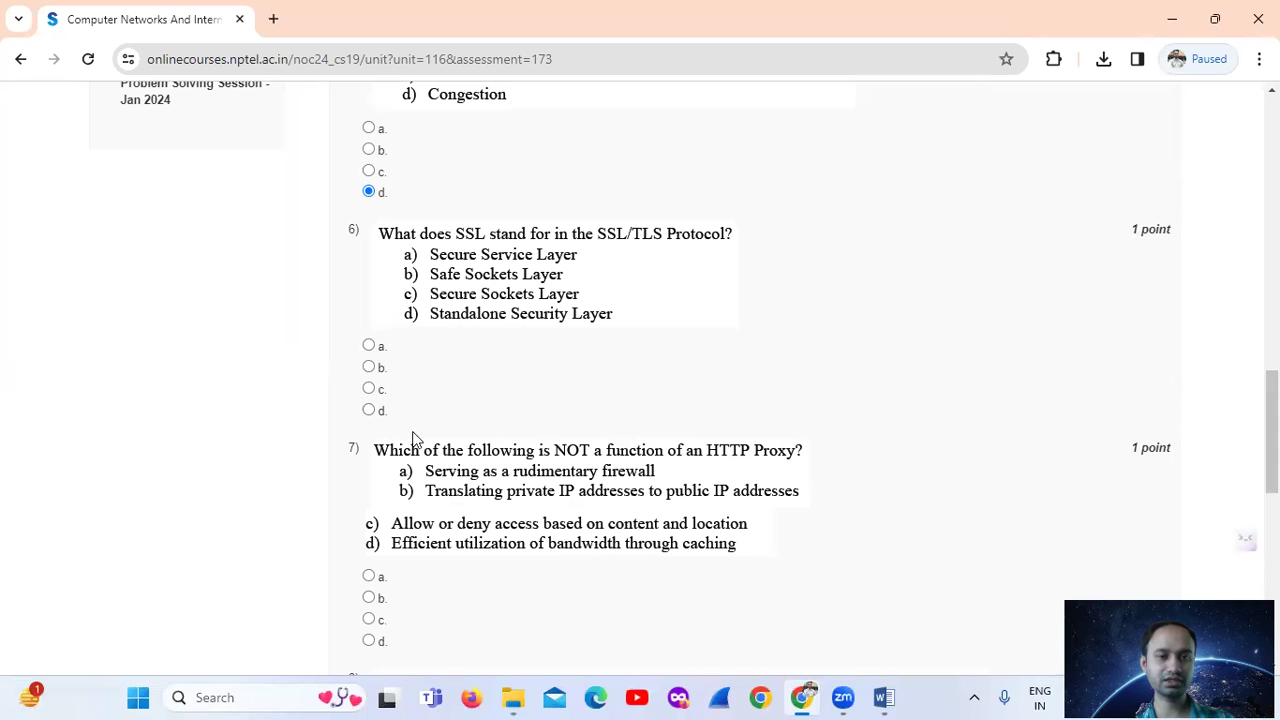 Computer Networks And Intern
onlinecourses.nptel.ac.in/noc24_cs19/unit?unit=116&assessment=173
Paused
Problem Solving Session -
Jan 2024
d) Congestion
a.
b.
c.
d.
6) What does SSL stand for in the SSL/TLS Protocol? 1 point
a) Secure Service Layer
b) Safe Sockets Layer
c) Secure Sockets Layer
d) Standalone Security Layer
a.
b.
c.
d.
7) Which of the following is NOT a function of an HTTP Proxy? 1 point
a) Serving as a rudimentary firewall
b) Translating private IP addresses to public IP addresses
c) Allow or deny access based on content and location
d) Efficient utilization of bandwidth through caching
a.
b.
c.
d.
1
Search
ENG
IN